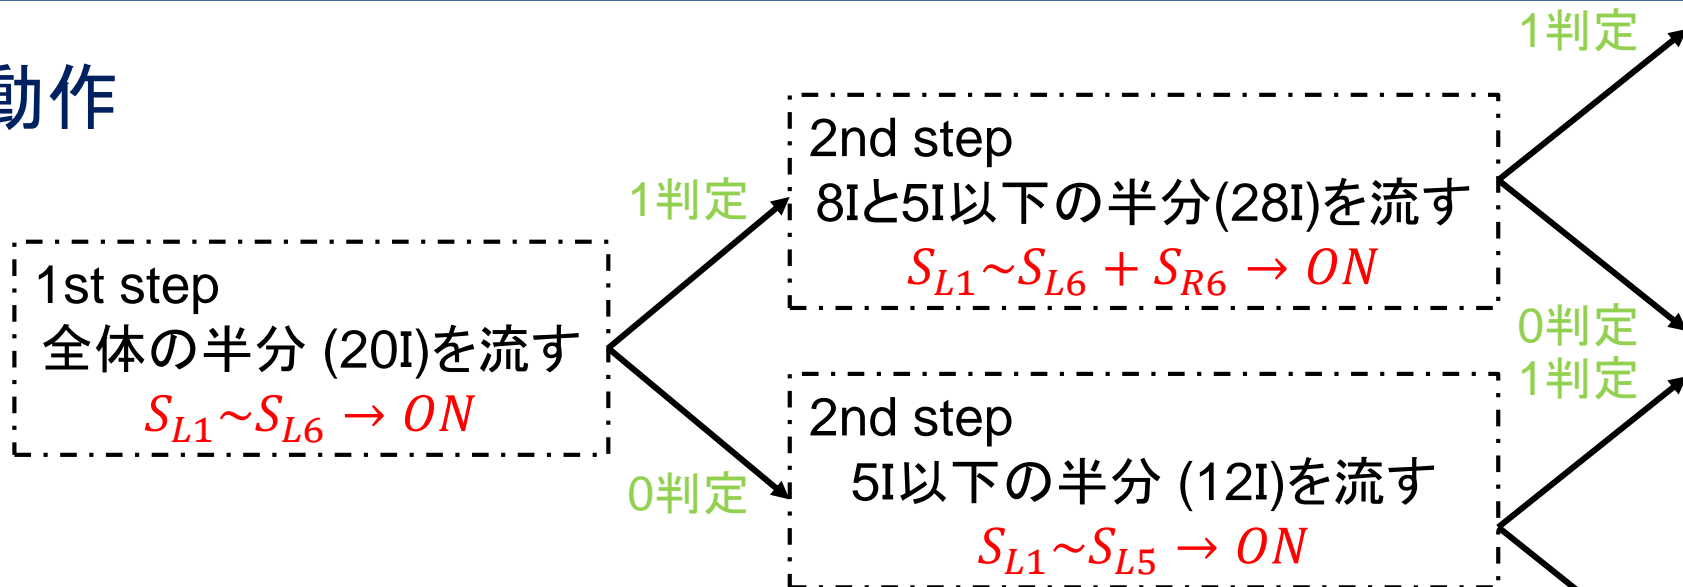 動作
1st step
全体の半分 (20I)を流す
S_{L1}~S_{L6} → ON
1判定
0判定
2nd step
8Iと5I以下の半分(28I)を流す
S_{L1}~S_{L6} + S_{R6} → ON
2nd step
5I以下の半分 (12I)を流す
S_{L1}~S_{L5} → ON
1判定
0判定
1判定